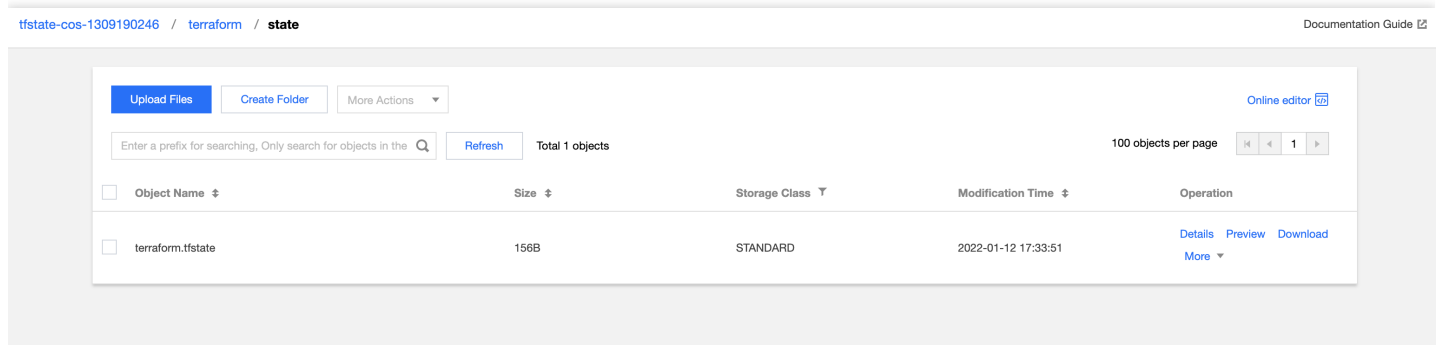 tfstate-cos-1309190246 / terraform / state
Documentation Guide
Upload Files Create Folder More Actions
Online editor
Enter a prefix for searching, Only search for objects in the
Refresh Total 1 objects
100 objects per page 1
Object Name Size Storage Class Modification Time Operation
terraform.tfstate 156B STANDARD 2022-01-12 17:33:51 Details Preview Download
More